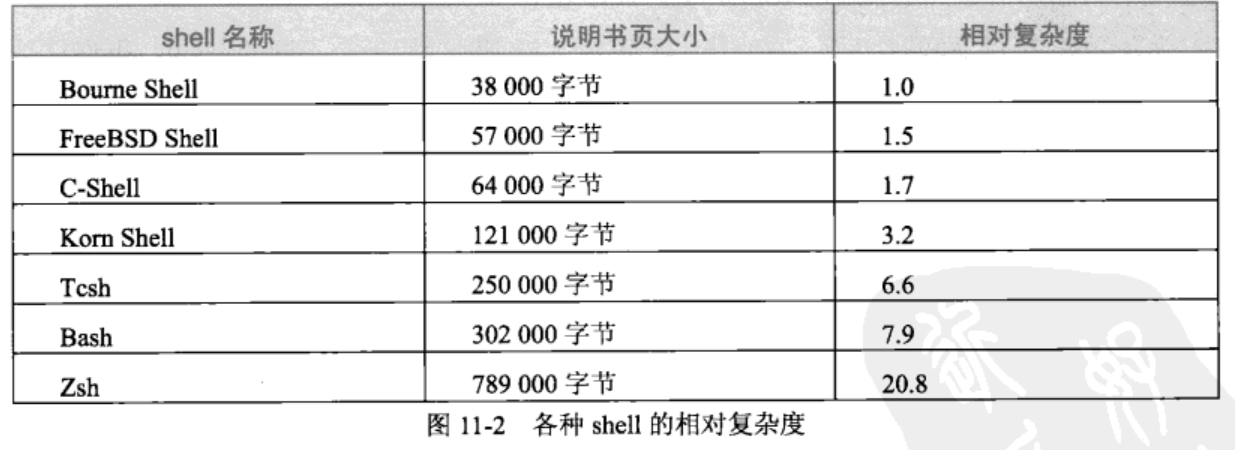 shell 名称 说明书页大小 相对复杂度
Bourne Shell 38 000 字节 1.0
FreeBSD Shell 57 000 字节 1.5
C-Shell 64 000 字节 1.7
Korn Shell 121 000 字节 3.2
Tcsh 250 000 字节 6.6
Bash 302 000 字节 7.9
Zsh 789 000 字节 20.8
图 11-2 各种 shell 的相对复杂度